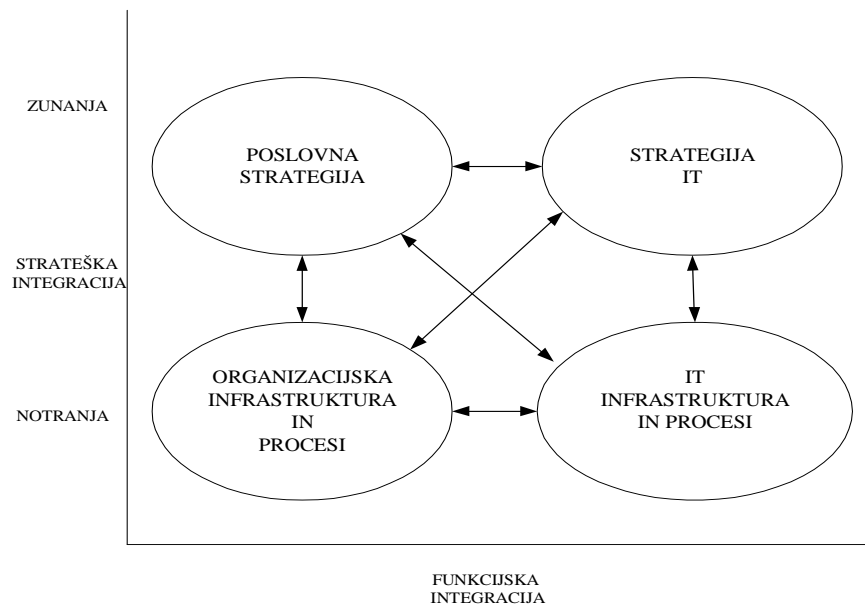 ZUNANJA
POSLOVNA
STRATEGIJA
STRATEGIJA
IT
STRATEŠKA
INTEGRACIJA
NOTRANJA
ORGANIZACIJSKA
INFRASTRUKTURA
IN
PROCESI
IT
INFRASTRUKTURA
IN PROCESI
FUNKCIJSKA
INTEGRACIJA